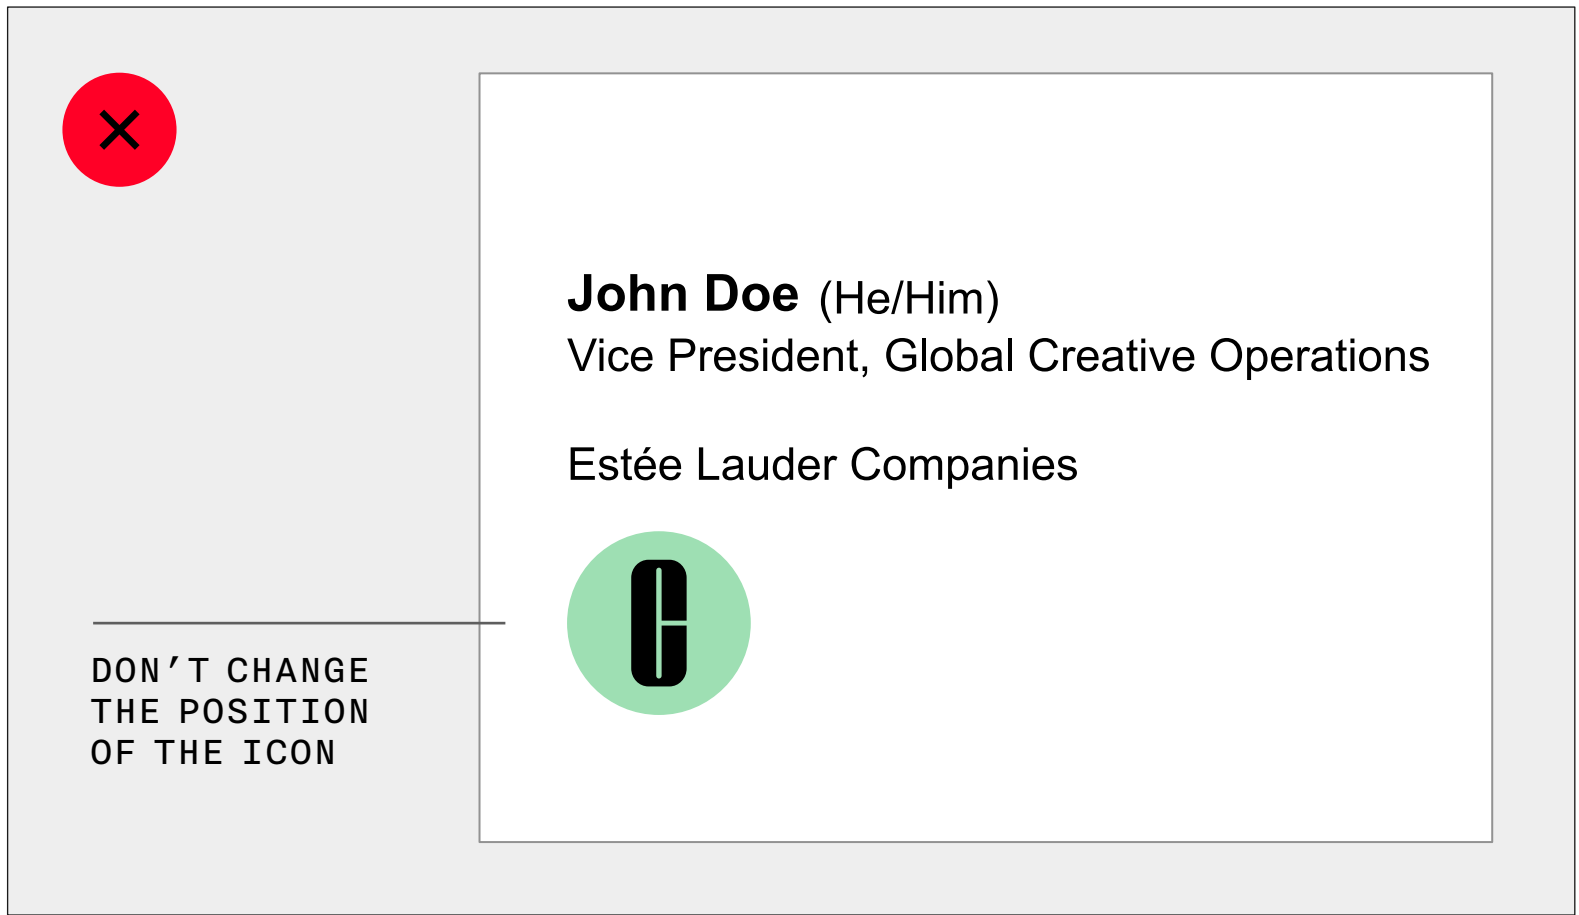 John Doe (He/Him)
Vice President, Global Creative Operations
Estée Lauder Companies
DON’T CHANGE
THE POSITION
OF THE ICON